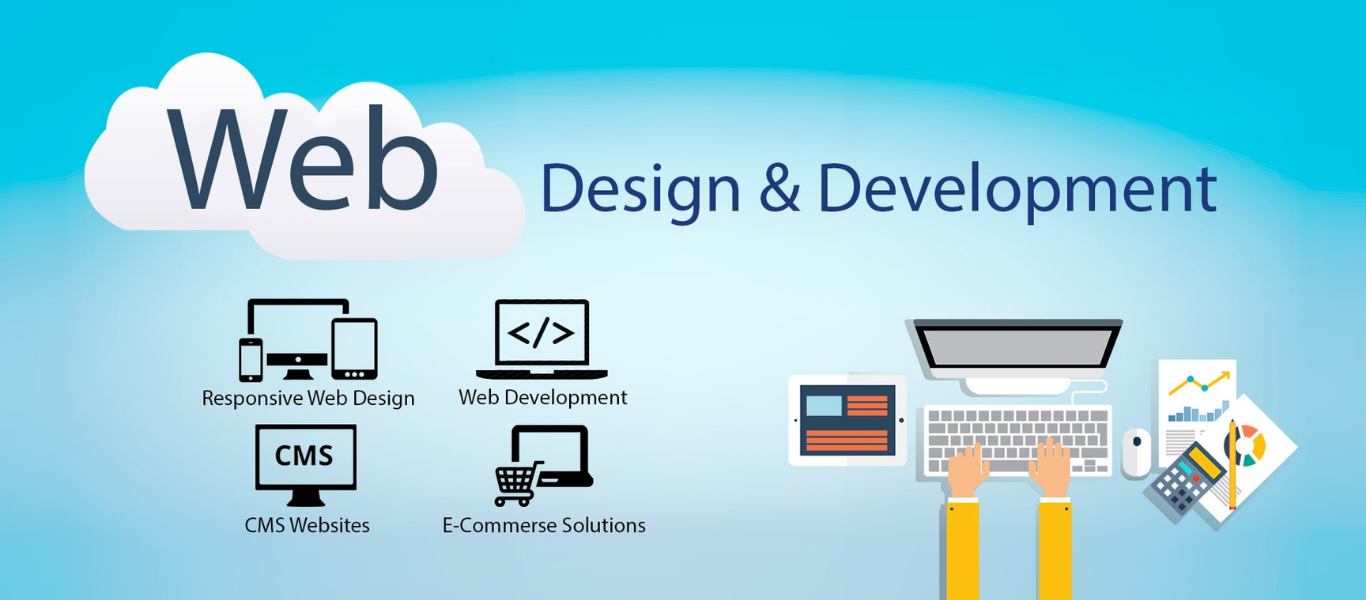 Web
Design & Development
Responsive Web Design
Web Development
</>
CMS
CMS Websites
E-Commerse Solutions